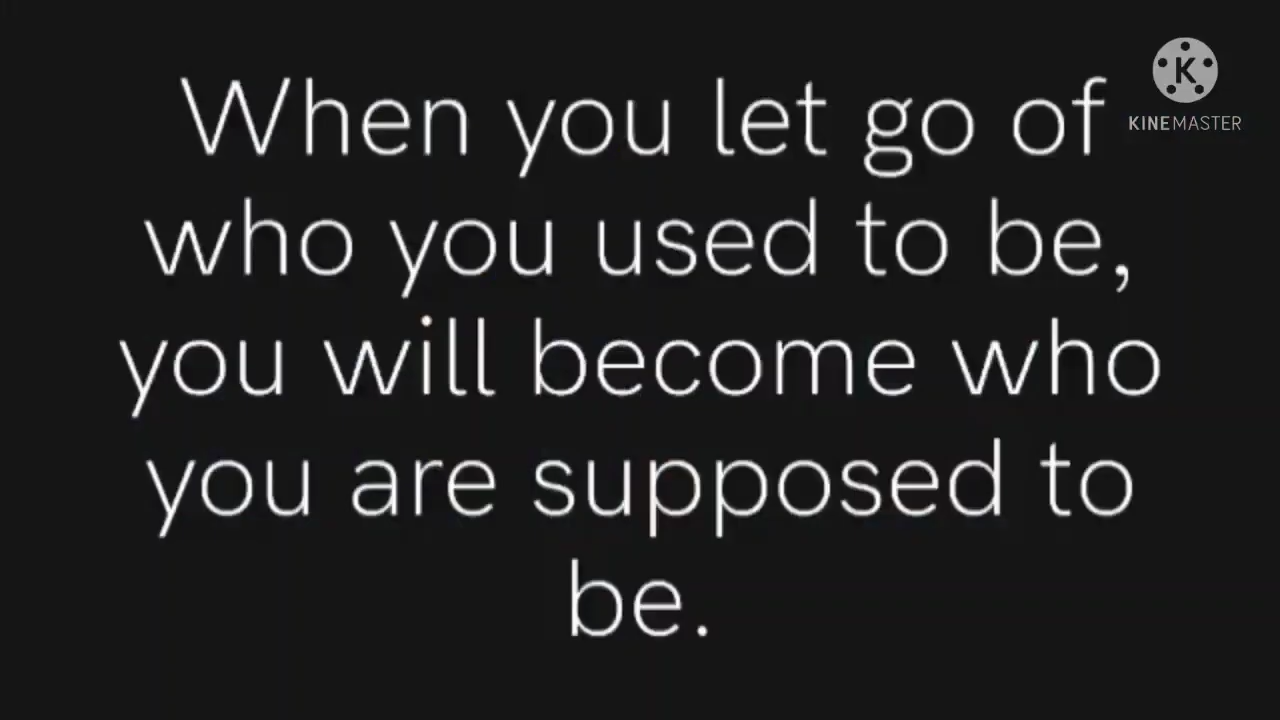 When you let go of
who you used to be,
you will become who
you are supposed to
be.
K
KINEMASTER